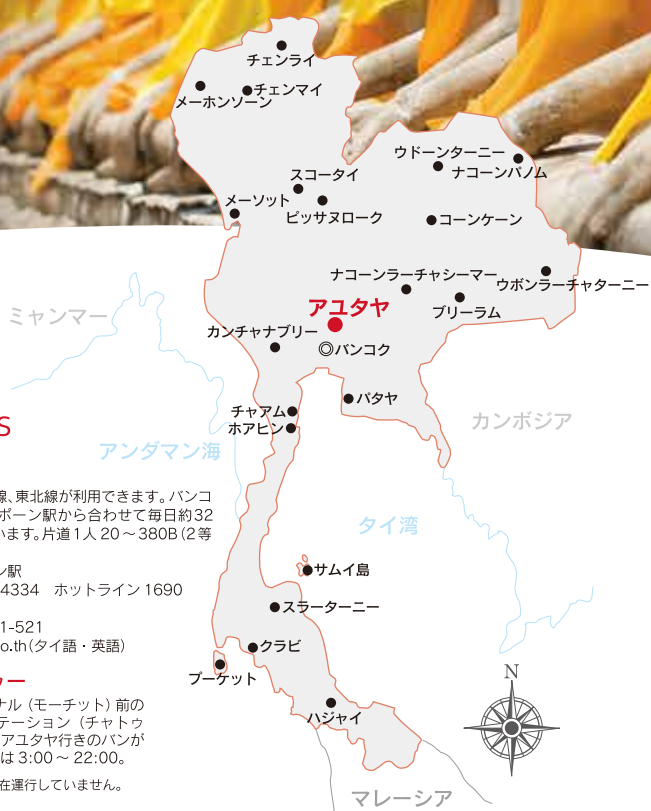 チェンライ
チェンマイ
メーホンソーン
ウドーンターニー
ナコーンパノム
スコータイ
メーソット
ピッサヌローク
コーンケーン
ナコーンラーチャシーマー
ウボンラーチャターニー
ブリーラム
アユタヤ
ミャンマー
カンチャナブリー
バンコク
パタヤ
チャアム
ホアヒン
カンボジア
S
アンダマン海
線、東北線が利用できます。バンコ
ポーン駅から合わせて毎日約32
います。片道1人 20～380B（2等
タイ湾
ン駅
4334　ホットライン 1690
サムイ島
スラーターニー
1-521
o.th（タイ語・英語）
クラビ
プーケット
ナル（モーチット）前の
テーション（チャトゥ
アユタヤ行きのバンが
は 3:00～22:00。
在運行していません。
ハジャイ
N
マレーシア